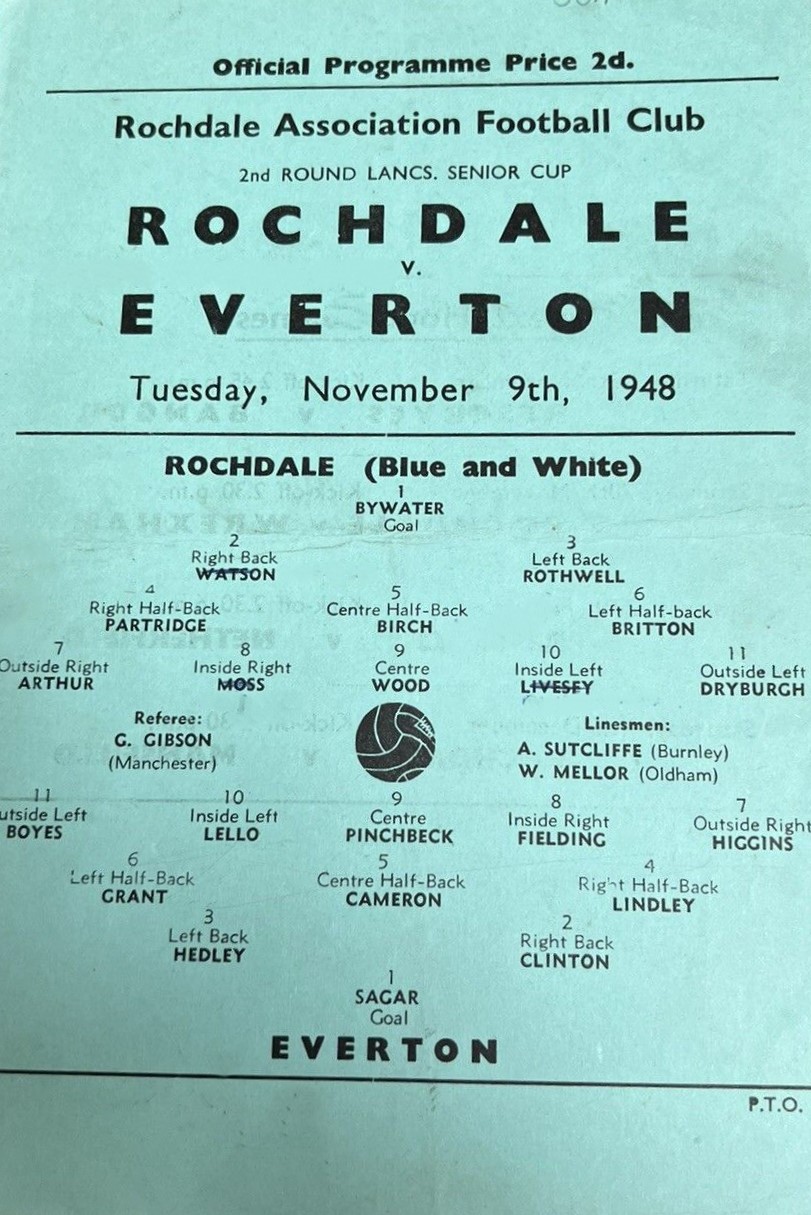 Official Programme Price 2d.
Rochdale Association Football Club
2nd ROUND LANCS. SENIOR CUP
ROCHDALE
v.
EVERTON
Tuesday, November 9th, 1948
ROCHDALE (Blue and White)
1
BYWATER
Goal
2 3
Right Back Left Back
WATSON ROTHWELL
4 5 6
Right Half-Back Centre Half-Back Left Half-back
PARTRIDGE BIRCH BRITTON
7 8 9 10 11
Outside Right Inside Right Centre Inside Left Outside Left
ARTHUR MOSS WOOD LIVESEY DRYBURGH
Referee: Linesmen:
G. GIBSON A. SUTCLIFFE (Burnley)
(Manchester) W. MELLOR (Oldham)
11 10 9 8 7
utside Left Inside Left Centre Inside Right Outside Right
BOYES LELLO PINCHBECK FIELDING HIGGINS
6 5 4
Left Half-Back Centre Half-Back Right Half-Back
GRANT CAMERON LINDLEY
3 2
Left Back Right Back
HEDLEY CLINTON
1
SAGAR
Goal
EVERTON
P.T.O.